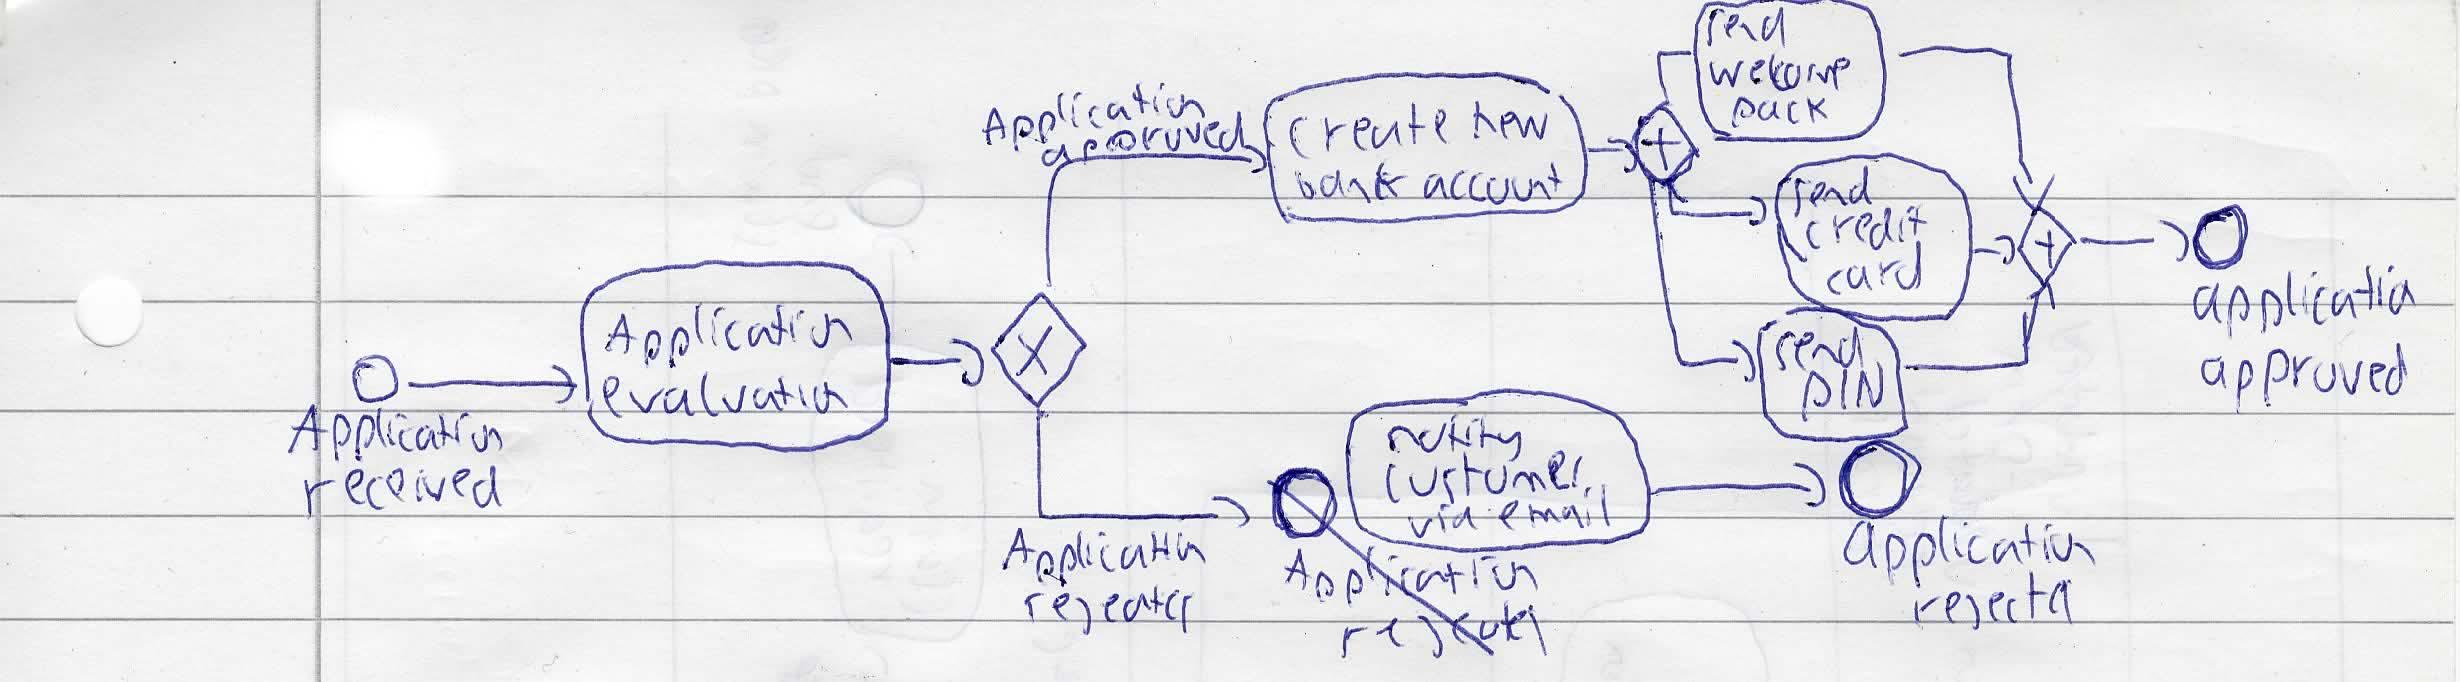 Application
received
Application
evaluation
X
Application
approved
create new
bank account
+
send
welcome
pack
send
credit
card
send
PIN
+
applicatio
approved
Application
rejected
Application
rejected
notify
customer
via email
Application
rejected